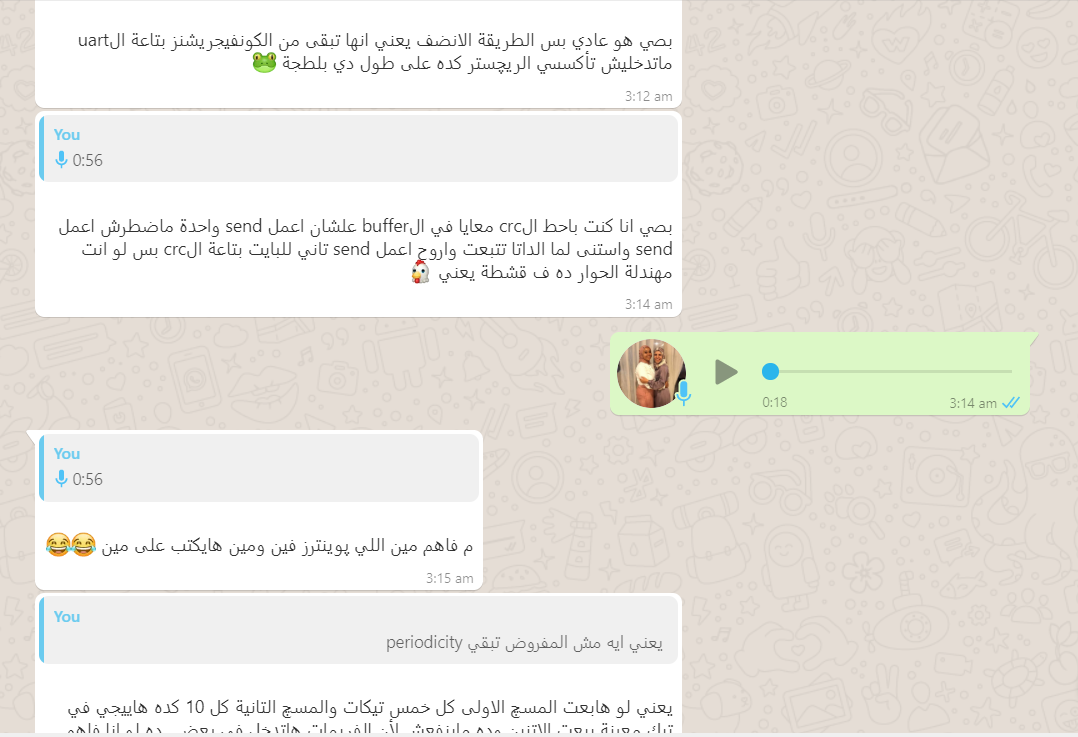 بصي هو عادي بس الطريقة الانضف يعني انها تبقى من الكونفيجريشنز بتاعة الuart
ماتدخليش تأكسسي الريچستر كده على طول دي بلطجة 🐸
3:12 am
You
0:56
بصي انا كنت باحط الcrc معايا في الbuffer علشان اعمل send واحدة ماضطرش اعمل
send واستنى لما الداتا تتبعت واروح اعمل send تاني للبايت بتاعة الcrc بس لو انت
مهندلة الحوار ده ف قشطة يعني 🐔
3:14 am
0:18
3:14 am
You
0:56
م فاهم مين اللي پوينترز فين ومين هايكتب على مين 😂😂
3:15 am
You
يعني ايه مش المفروض تبقي periodicity
يعني لو هابعت المسچ الاولى كل خمس تيكات والمسچ التانية كل 10 كده هاييجي في